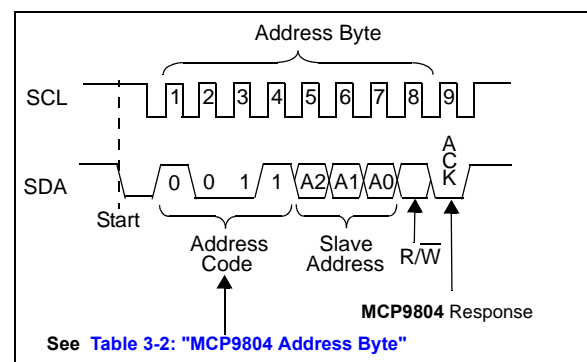 Address Byte
SCL 1 2 3 4 5 6 7 8 9
ACK
SDA 0 0 1 1 A2 A1 A0
Start
Address Code
Slave Address
R/W̅
MCP9804 Response
See Table 3-2: "MCP9804 Address Byte"